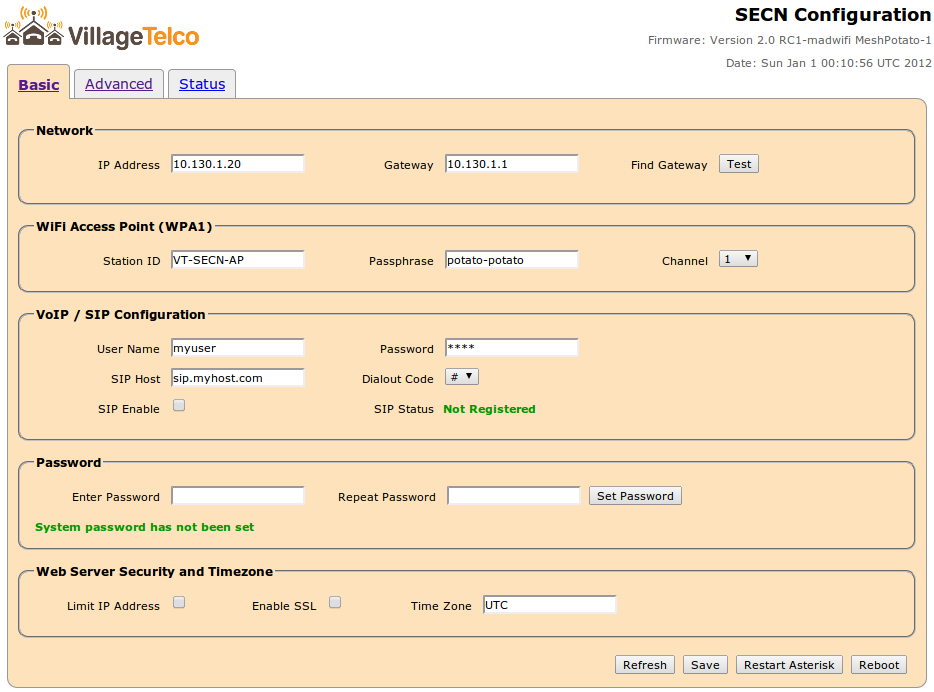 VillageTelco
SECN Configuration
Firmware: Version 2.0 RC1-madwifi MeshPotato-1
Date: Sun Jan 1 00:10:56 UTC 2012
Basic Advanced Status
Network
IP Address 10.130.1.20 Gateway 10.130.1.1 Find Gateway Test
WiFi Access Point (WPA1)
Station ID VT-SECN-AP Passphrase potato-potato Channel 1
VoIP / SIP Configuration
User Name myuser Password ****
SIP Host sip.myhost.com Dialout Code #
SIP Enable SIP Status Not Registered
Password
Enter Password Repeat Password Set Password
System password has not been set
Web Server Security and Timezone
Limit IP Address Enable SSL Time Zone UTC
Refresh Save Restart Asterisk Reboot